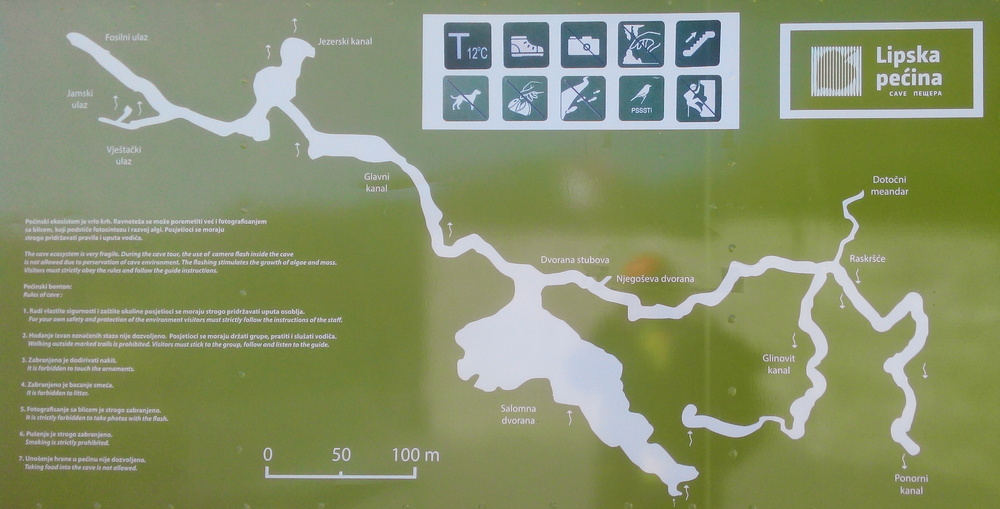 Fosilni ulaz
Jezerski kanal
Jamski
ulaz
Vještački
ulaz
Glavni
kanal
T 12°C
PSSSTi
Lipska
pećina
CAVE ПЕЩЕРА
Dotočni
meandar
Raskršće
Dvorana stubova
Njegoševa dvorana
Glinovit
kanal
Salomna
dvorana
Ponorni
kanal
0 50 100 m
Pećinski ekosistem je vrlo krh. Ravnoteža se može poremetiti već i fotografisanjem
sa blicem, koji podstiče fotosintezu i razvoj algi. Posjetioci se moraju
strogo pridržavati pravila i uputa vodiča.
The cave ecosystem is very fragile. During the cave tour, the use of camera flash inside the cave
is not allowed due to perservation of cave environment. The flashing stimulates the growth of algae and moss.
Visitors must strictly obey the rules and follow the guide instructions.
Pećinski bonton:
Rules of cave:
1. Radi vlastite sigurnosti i zaštite okoline posjetioci se moraju strogo pridržavati uputa osoblja.
For your own safety and protection of the environment visitors must strictly follow the instructions of the staff.
2. Hodanje izvan označenih staza nije dozvoljeno. Posjetioci se moraju držati grupe, pratiti i slušati vodiča.
Walking outside marked trails is prohibited. Visitors must stick to the group, follow and listen to the guide.
3. Zabranjeno je dodirivati nakit.
It is forbidden to touch the ornaments.
4. Zabranjeno je bacanje smeća.
It is forbidden to litter.
5. Fotografisanje sa blicem je strogo zabranjeno.
It is strictly forbidden to take photos with the flash.
6. Pušenje je strogo zabranjeno.
Smoking is strictly prohibited.
7. Unošenje hrane u pećinu nije dozvoljeno.
Taking food into the cave is not allowed.